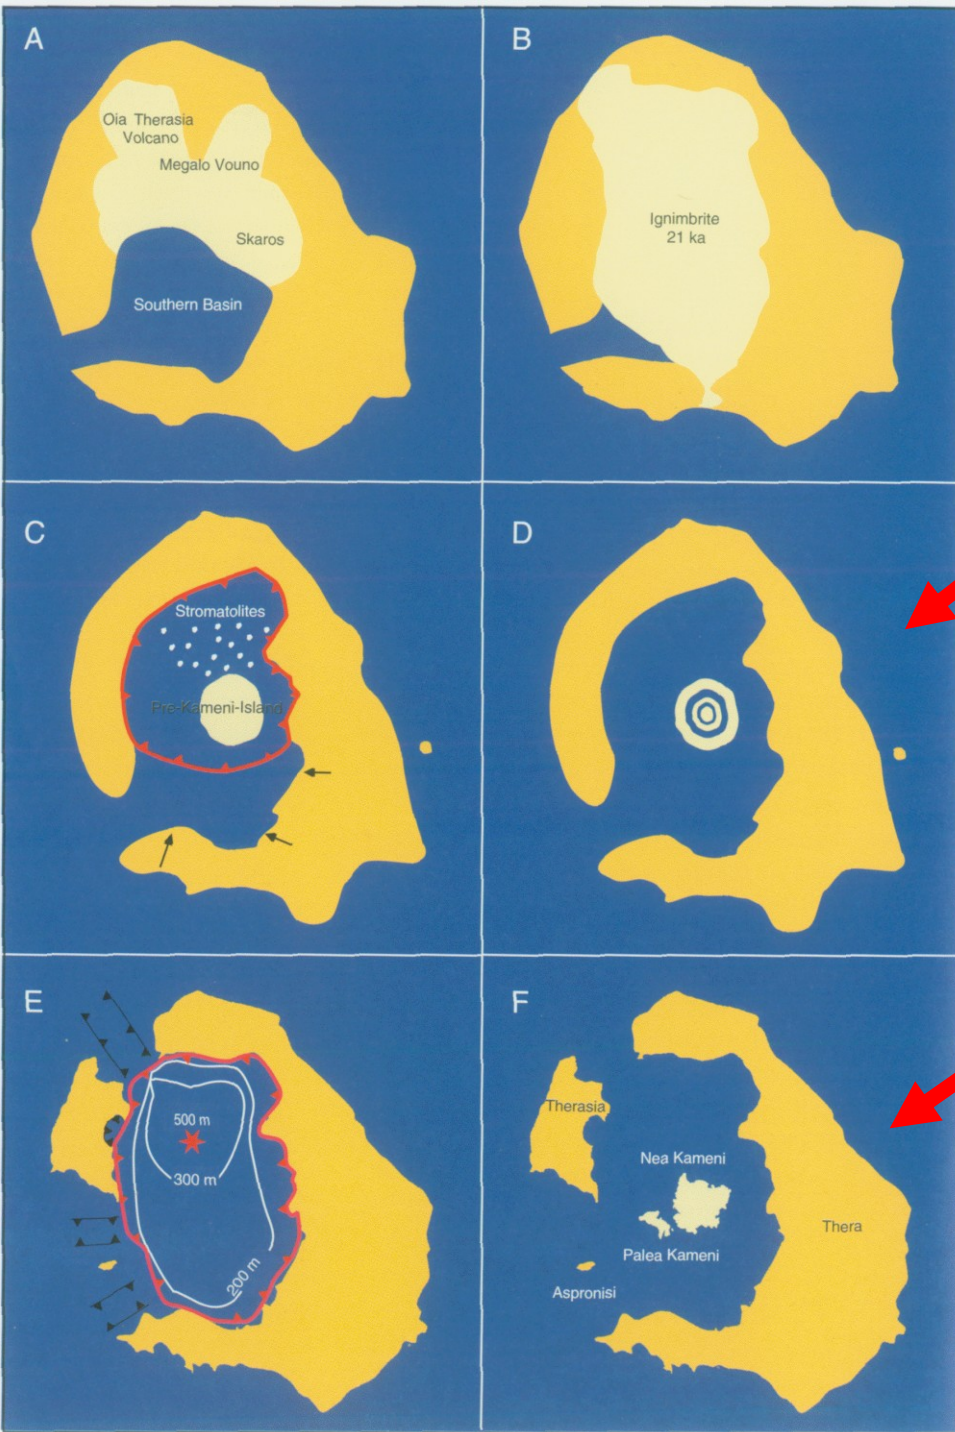 A
Oia Therasia
Volcano
Megalo Vouno
Skaros
Southern Basin
B
Ignimbrite
21 ka
C
Stromatolites
Pre-Kameni-Island
D
E
500 m
300 m
200 m
F
Therasia
Nea Kameni
Thera
Palea Kameni
Aspronisi